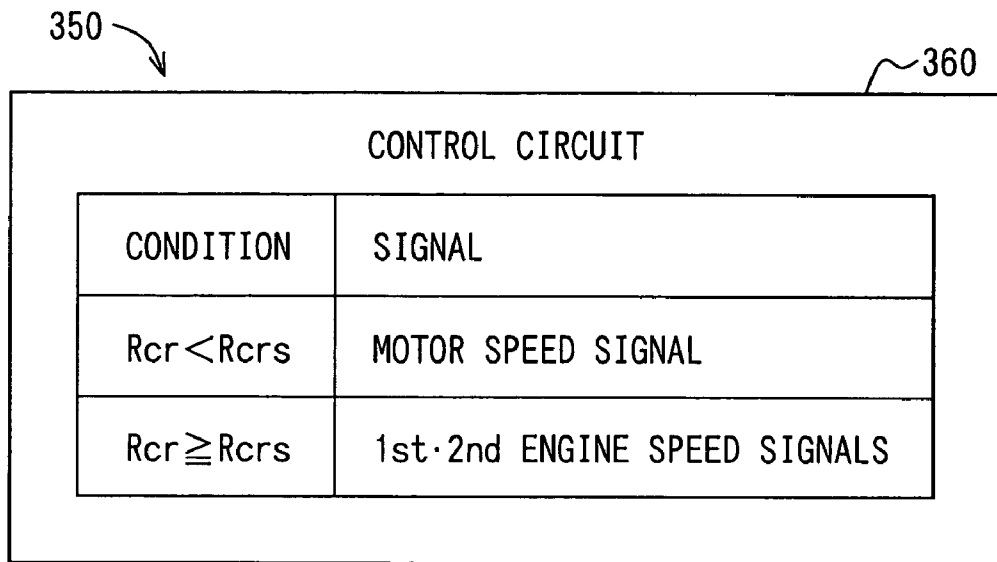 350
360
CONTROL CIRCUIT
CONDITION SIGNAL
Rcr<Rcrs MOTOR SPEED SIGNAL
Rcr≧Rcrs 1st·2nd ENGINE SPEED SIGNALS